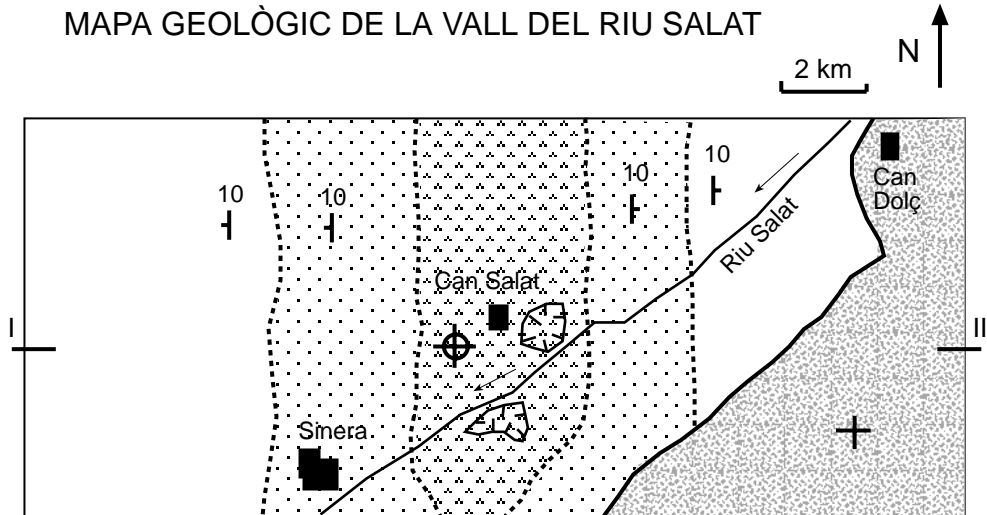 MAPA GEOLÒGIC DE LA VALL DEL RIU SALAT
N
2 km
10
10
10
10
Can
Dolç
Riu Salat
Can Salat
I
II
Sinera